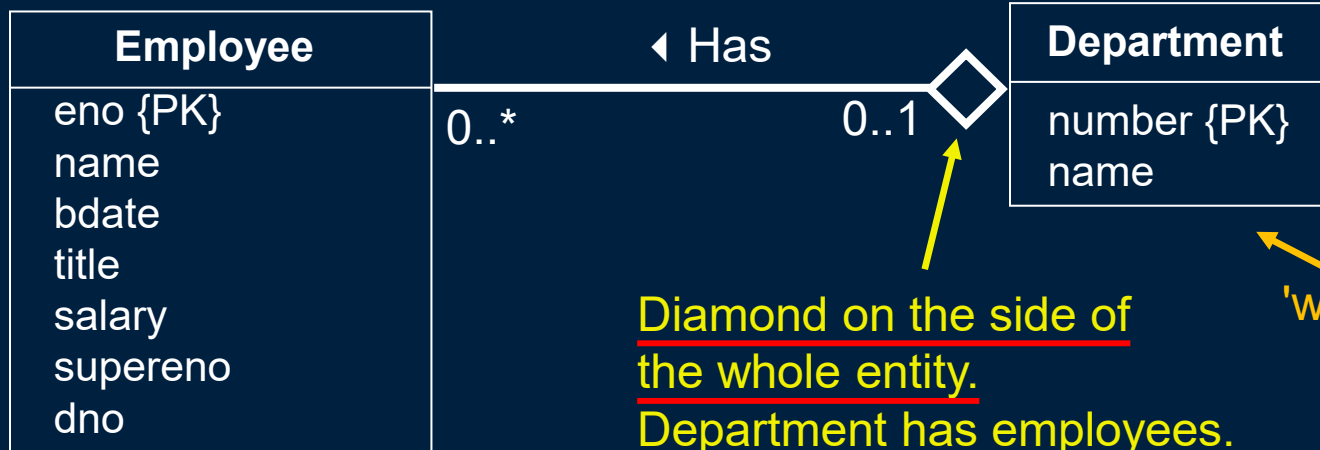 Employee
eno {PK}
name
bdate
title
salary
supereno
dno
◂ Has
0..*
0..1
Department
number {PK}
name
Diamond on the side of
the whole entity.
Department has employees.
'w